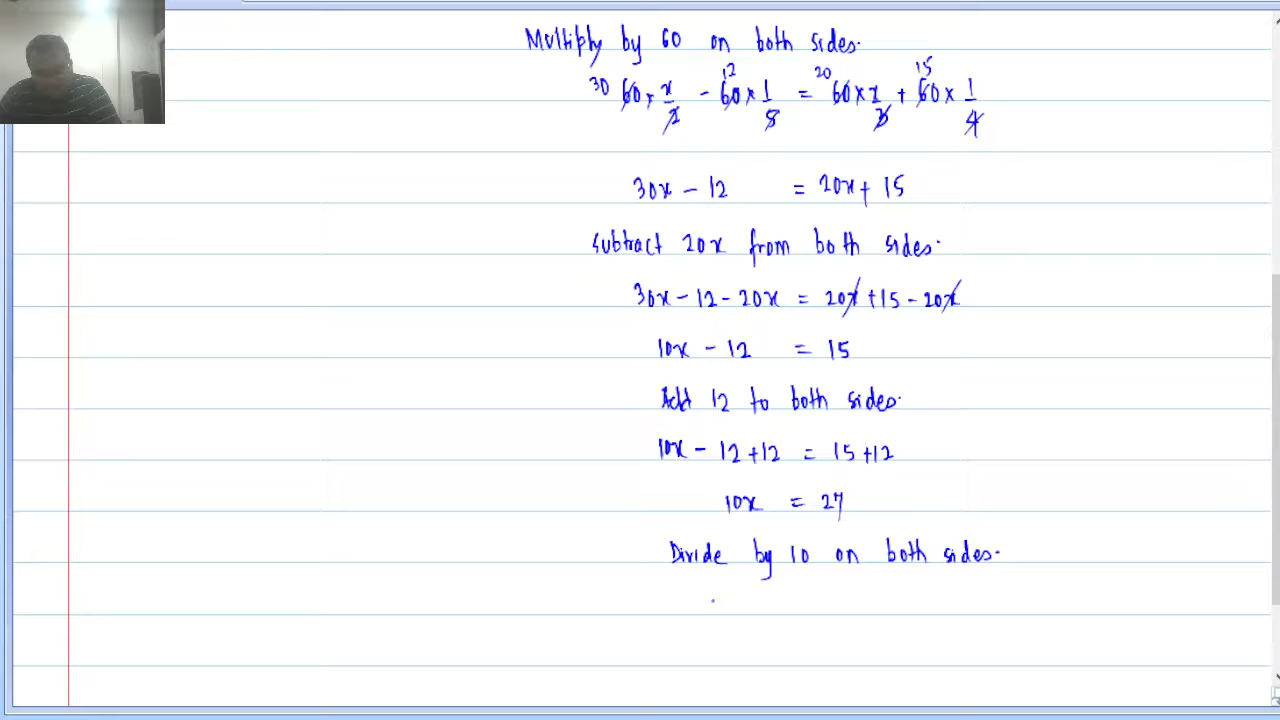 Multiply by 60 on both sides.
30 60 × x/2 - 12 60 × 1/5 = 20 60 × x/3 + 15 60 × 1/4
30x - 12 = 20x + 15
Subtract 20x from both sides.
30x - 12 - 20x = 20x + 15 - 20x
10x - 12 = 15
Add 12 to both sides.
10x - 12 + 12 = 15 + 12
10x = 27
Divide by 10 on both sides.